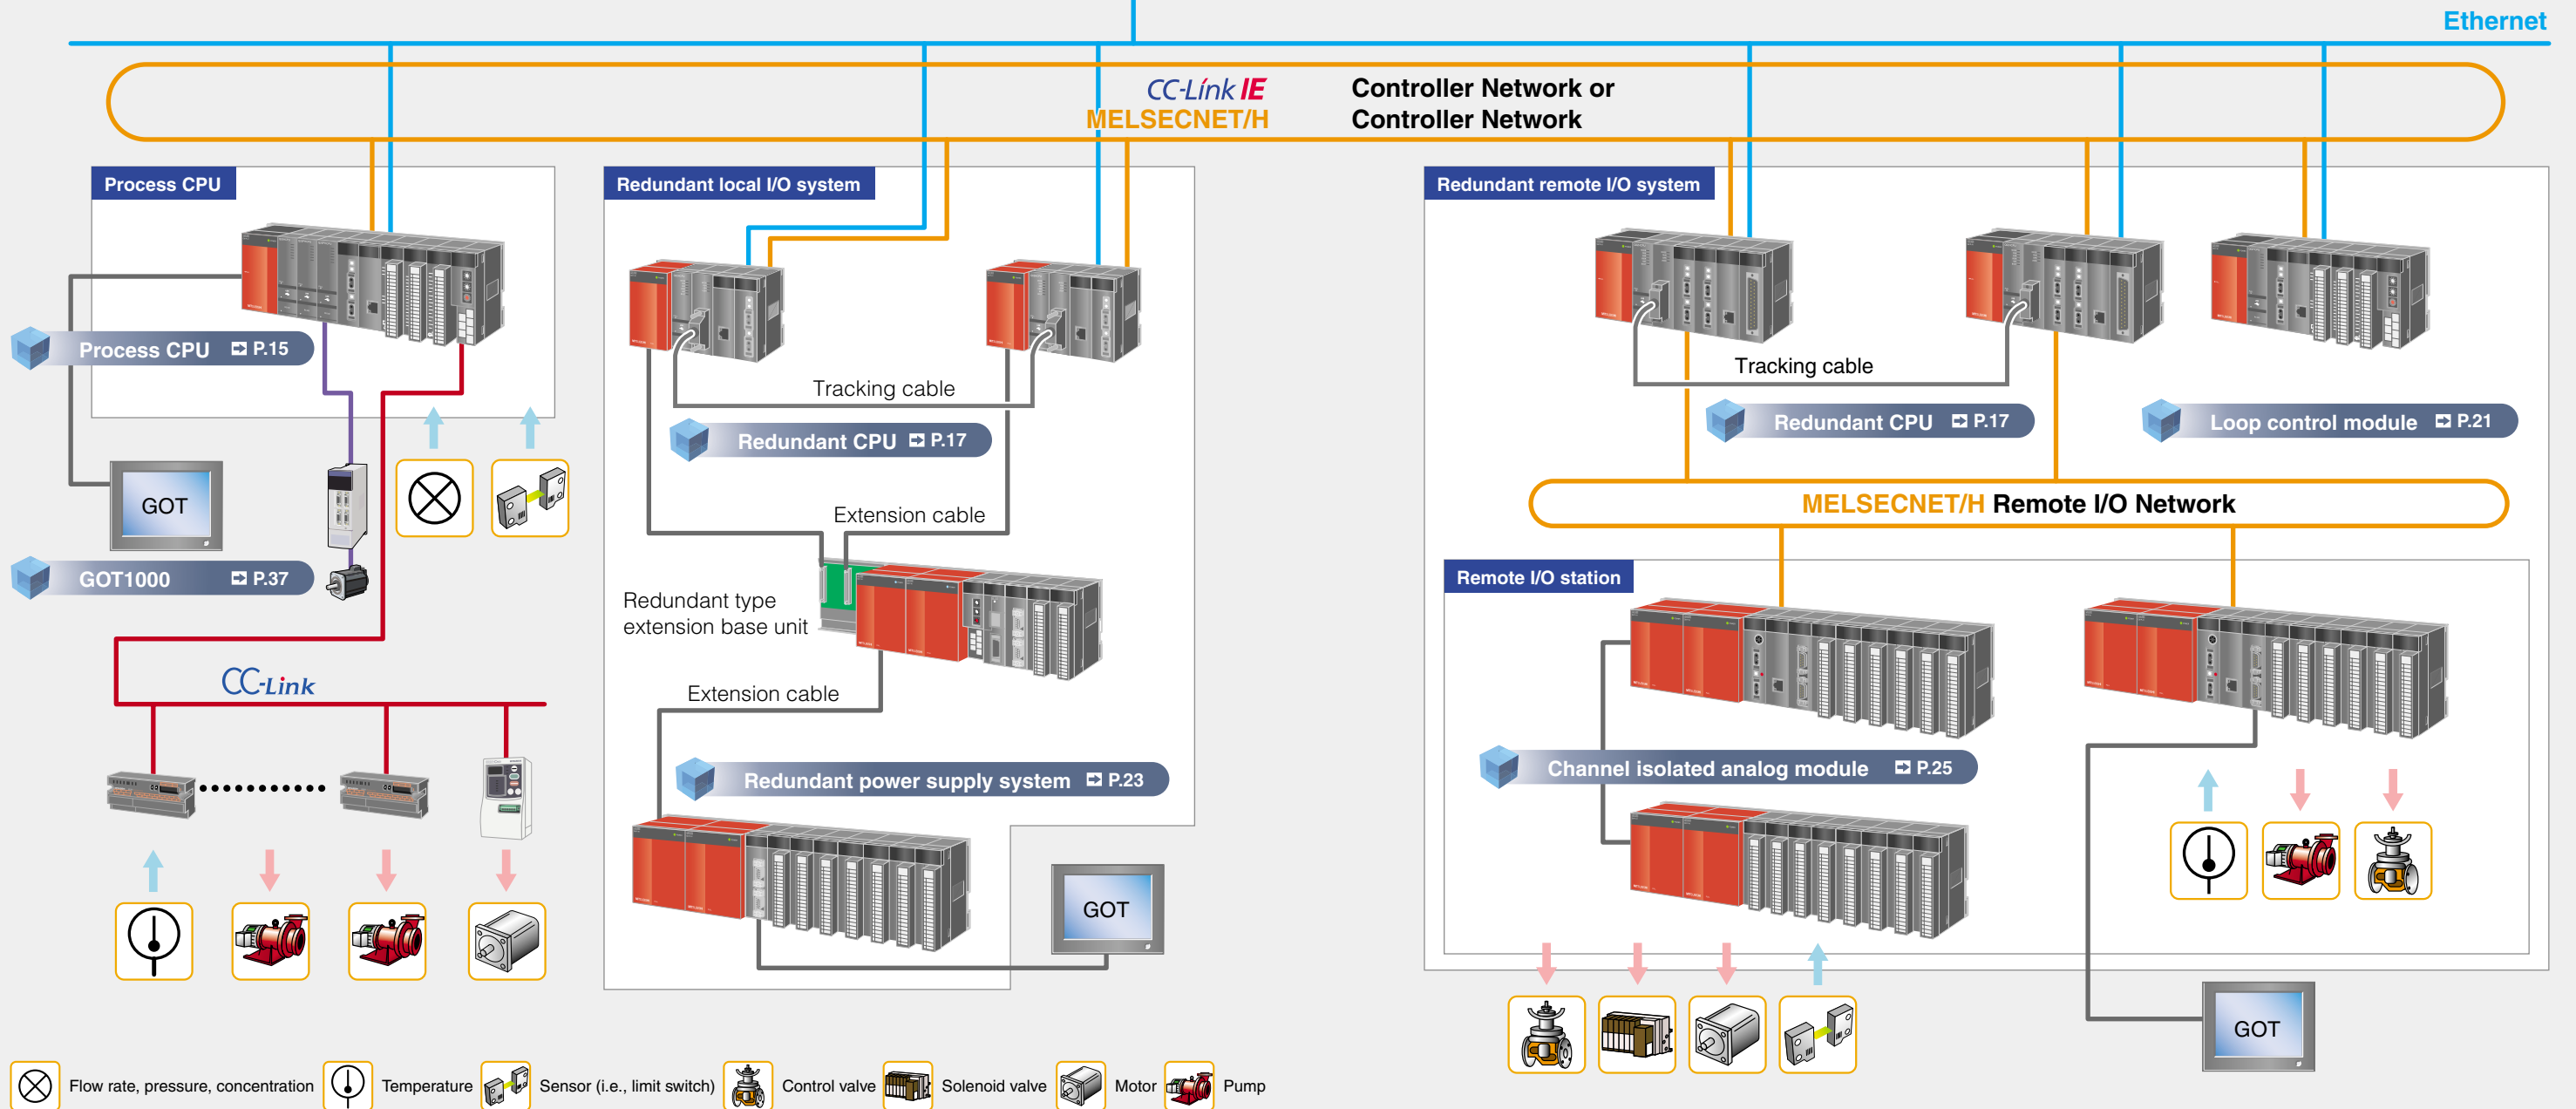 Ethernet
CC-Link IE Controller Network or
MELSECNET/H Controller Network
Process CPU
Redundant local I/O system
Redundant remote I/O system
Process CPU P.15
Tracking cable
Tracking cable
Redundant CPU P.17
Redundant CPU P.17
Loop control module P.21
GOT
Extension cable
MELSECNET/H Remote I/O Network
GOT1000 P.37
Remote I/O station
Redundant type
extension base unit
CC-Link
Extension cable
Redundant power supply system P.23
Channel isolated analog module P.25
GOT
GOT
Flow rate, pressure, concentration
Temperature
Sensor (i.e., limit switch)
Control valve
Solenoid valve
Motor
Pump